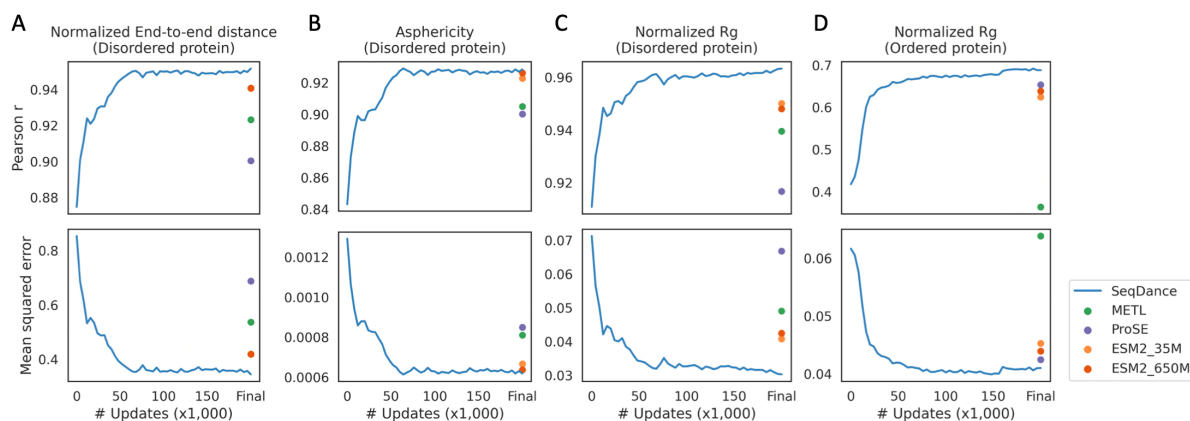 A
Normalized End-to-end distance
(Disordered protein)
B
Asphericity
(Disordered protein)
C
Normalized Rg
(Disordered protein)
D
Normalized Rg
(Ordered protein)
Pearson r
0.94
0.92
0.90
0.88
0.92
0.90
0.88
0.86
0.84
0.96
0.94
0.92
0.7
0.6
0.5
0.4
Mean squared error
0.8
0.6
0.4
0.0012
0.0010
0.0008
0.0006
0.07
0.06
0.05
0.04
0.03
0.06
0.05
0.04
0 50 100 150 Final
# Updates (x1,000)
0 50 100 150 Final
# Updates (x1,000)
0 50 100 150 Final
# Updates (x1,000)
0 50 100 150 Final
# Updates (x1,000)
SeqDance
METL
ProSE
ESM2_35M
ESM2_650M